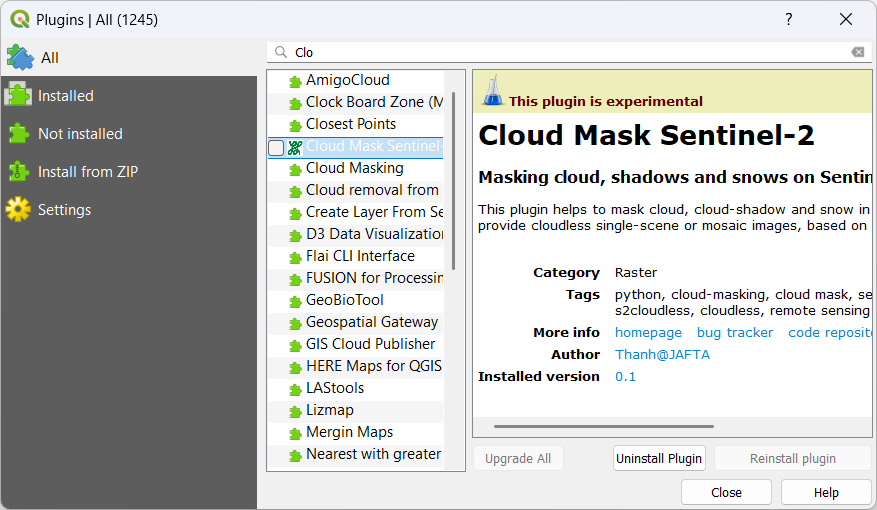 Plugins | All (1245)
?
All
Installed
Not installed
Install from ZIP
Settings
Clo
AmigoCloud
Clock Board Zone (M
Closest Points
Cloud Mask Sentinel-
Cloud Masking
Cloud removal from
Create Layer From Se
D3 Data Visualization
Flai CLI Interface
FUSION for Processin
GeoBioTool
Geospatial Gateway
GIS Cloud Publisher
HERE Maps for QGIS
LAStools
Lizmap
Mergin Maps
Nearest with greater
This plugin is experimental
Cloud Mask Sentinel-2
Masking cloud, shadows and snows on Sentin
This plugin helps to mask cloud, cloud-shadow and snow in
provide cloudless single-scene or mosaic images, based on
Category Raster
Tags python, cloud-masking, cloud mask, se
s2cloudless, cloudless, remote sensing
More info homepage bug tracker code reposito
Author Thanh@JAFTA
Installed version 0.1
Upgrade All Uninstall Plugin Reinstall plugin
Close Help